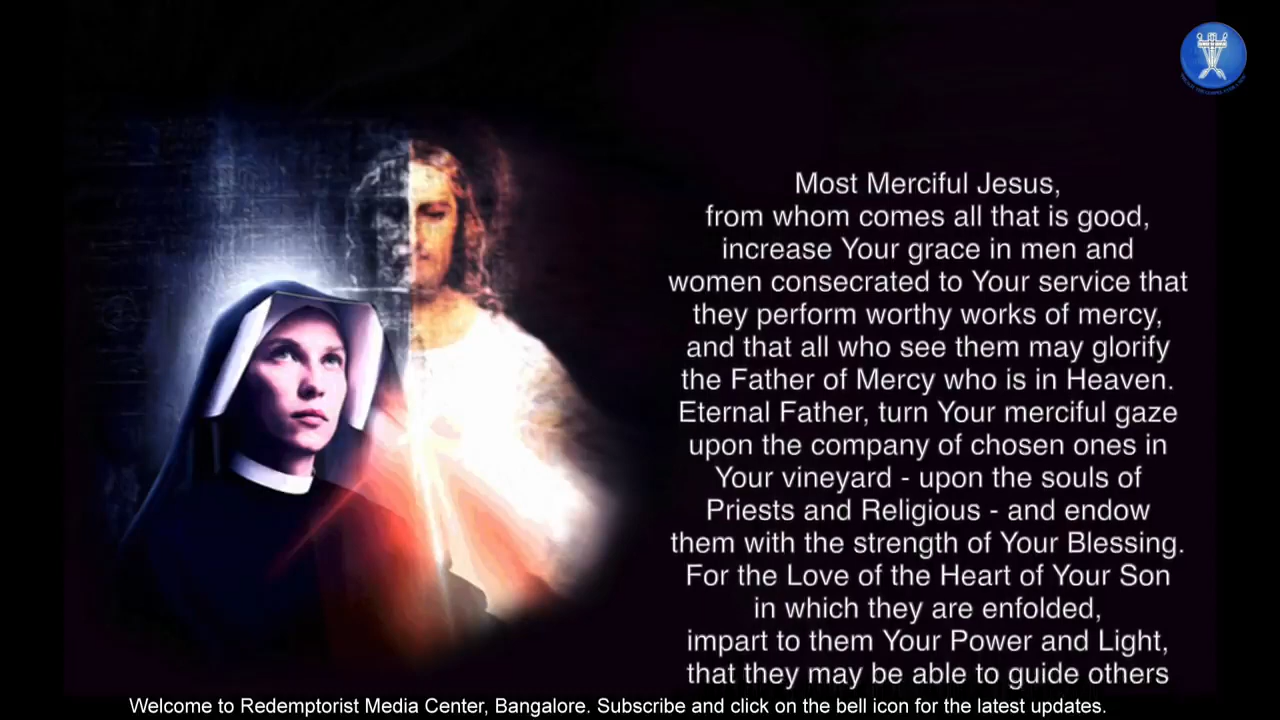 Most Merciful Jesus,
from whom comes all that is good,
increase Your grace in men and
women consecrated to Your service that
they perform worthy works of mercy,
and that all who see them may glorify
the Father of Mercy who is in Heaven.
Eternal Father, turn Your merciful gaze
upon the company of chosen ones in
Your vineyard - upon the souls of
Priests and Religious - and endow
them with the strength of Your Blessing.
For the Love of the Heart of Your Son
in which they are enfolded,
impart to them Your Power and Light,
that they may be able to guide others
Welcome to Redemptorist Media Center, Bangalore. Subscribe and click on the bell icon for the latest updates.